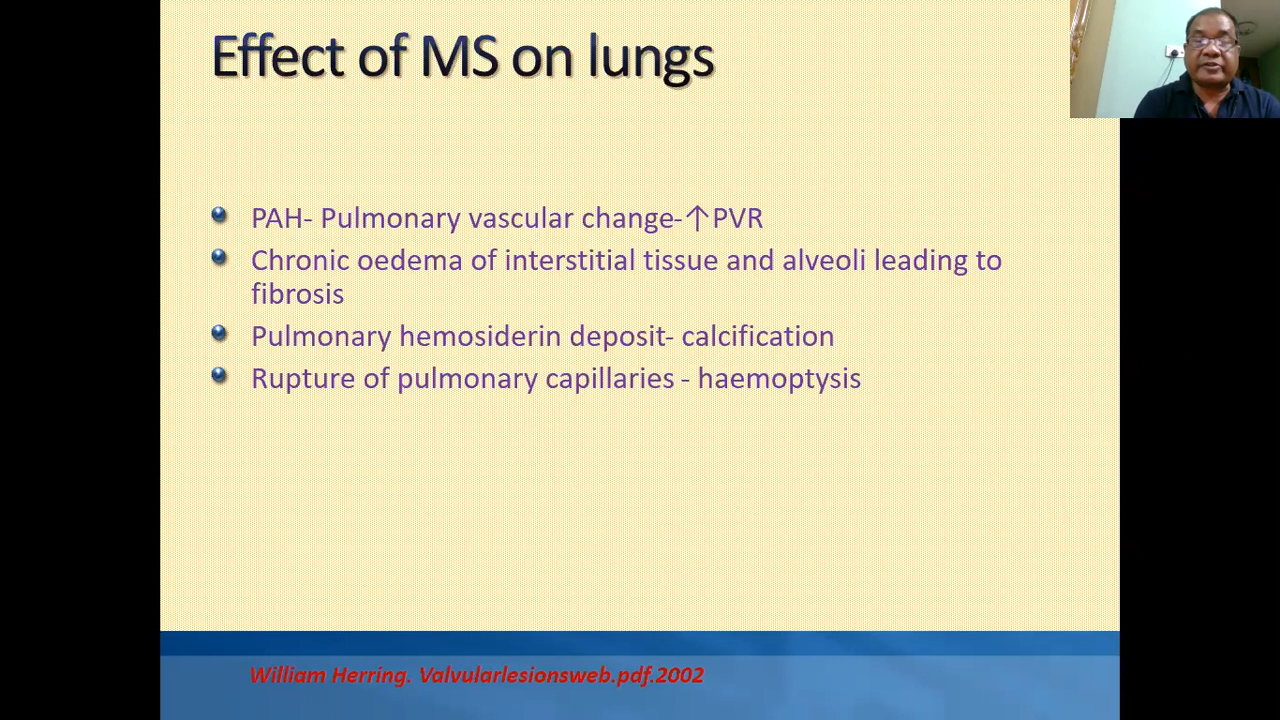 Effect of MS on lungs
PAH- Pulmonary vascular change-↑PVR
Chronic oedema of interstitial tissue and alveoli leading to
fibrosis
Pulmonary hemosiderin deposit- calcification
Rupture of pulmonary capillaries - haemoptysis
William Herring. Valvularlesionsweb.pdf.2002